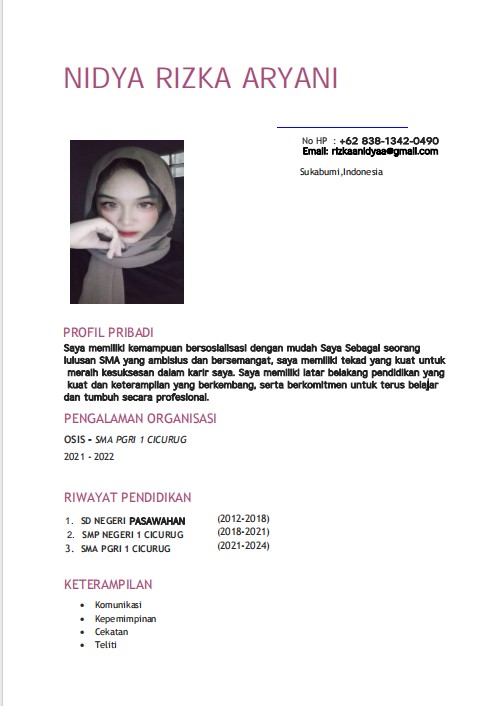 NIDYA RIZKA ARYANI
No HP : +62 838-1342-0490
Email: rizkaanidyaa@gmail.com
Sukabumi,Indonesia
PROFIL PRIBADI
Saya memiliki kemampuan bersosialisasi dengan mudah Saya Sebagai seorang
lulusan SMA yang ambisius dan bersemangat, saya memiliki tekad yang kuat untuk
meraih kesuksesan dalam karir saya. Saya memiliki latar belakang pendidikan yang
kuat dan keterampilan yang berkembang, serta berkomitmen untuk terus belajar
dan tumbuh secara profesional.
PENGALAMAN ORGANISASI
OSIS - SMA PGRI 1 CICURUG
2021 - 2022
RIWAYAT PENDIDIKAN
1. SD NEGERI PASAWAHAN (2012-2018)
2. SMP NEGERI 1 CICURUG (2018-2021)
3. SMA PGRI 1 CICURUG (2021-2024)
KETERAMPILAN
• Komunikasi
• Kepemimpinan
• Cekatan
• Teliti